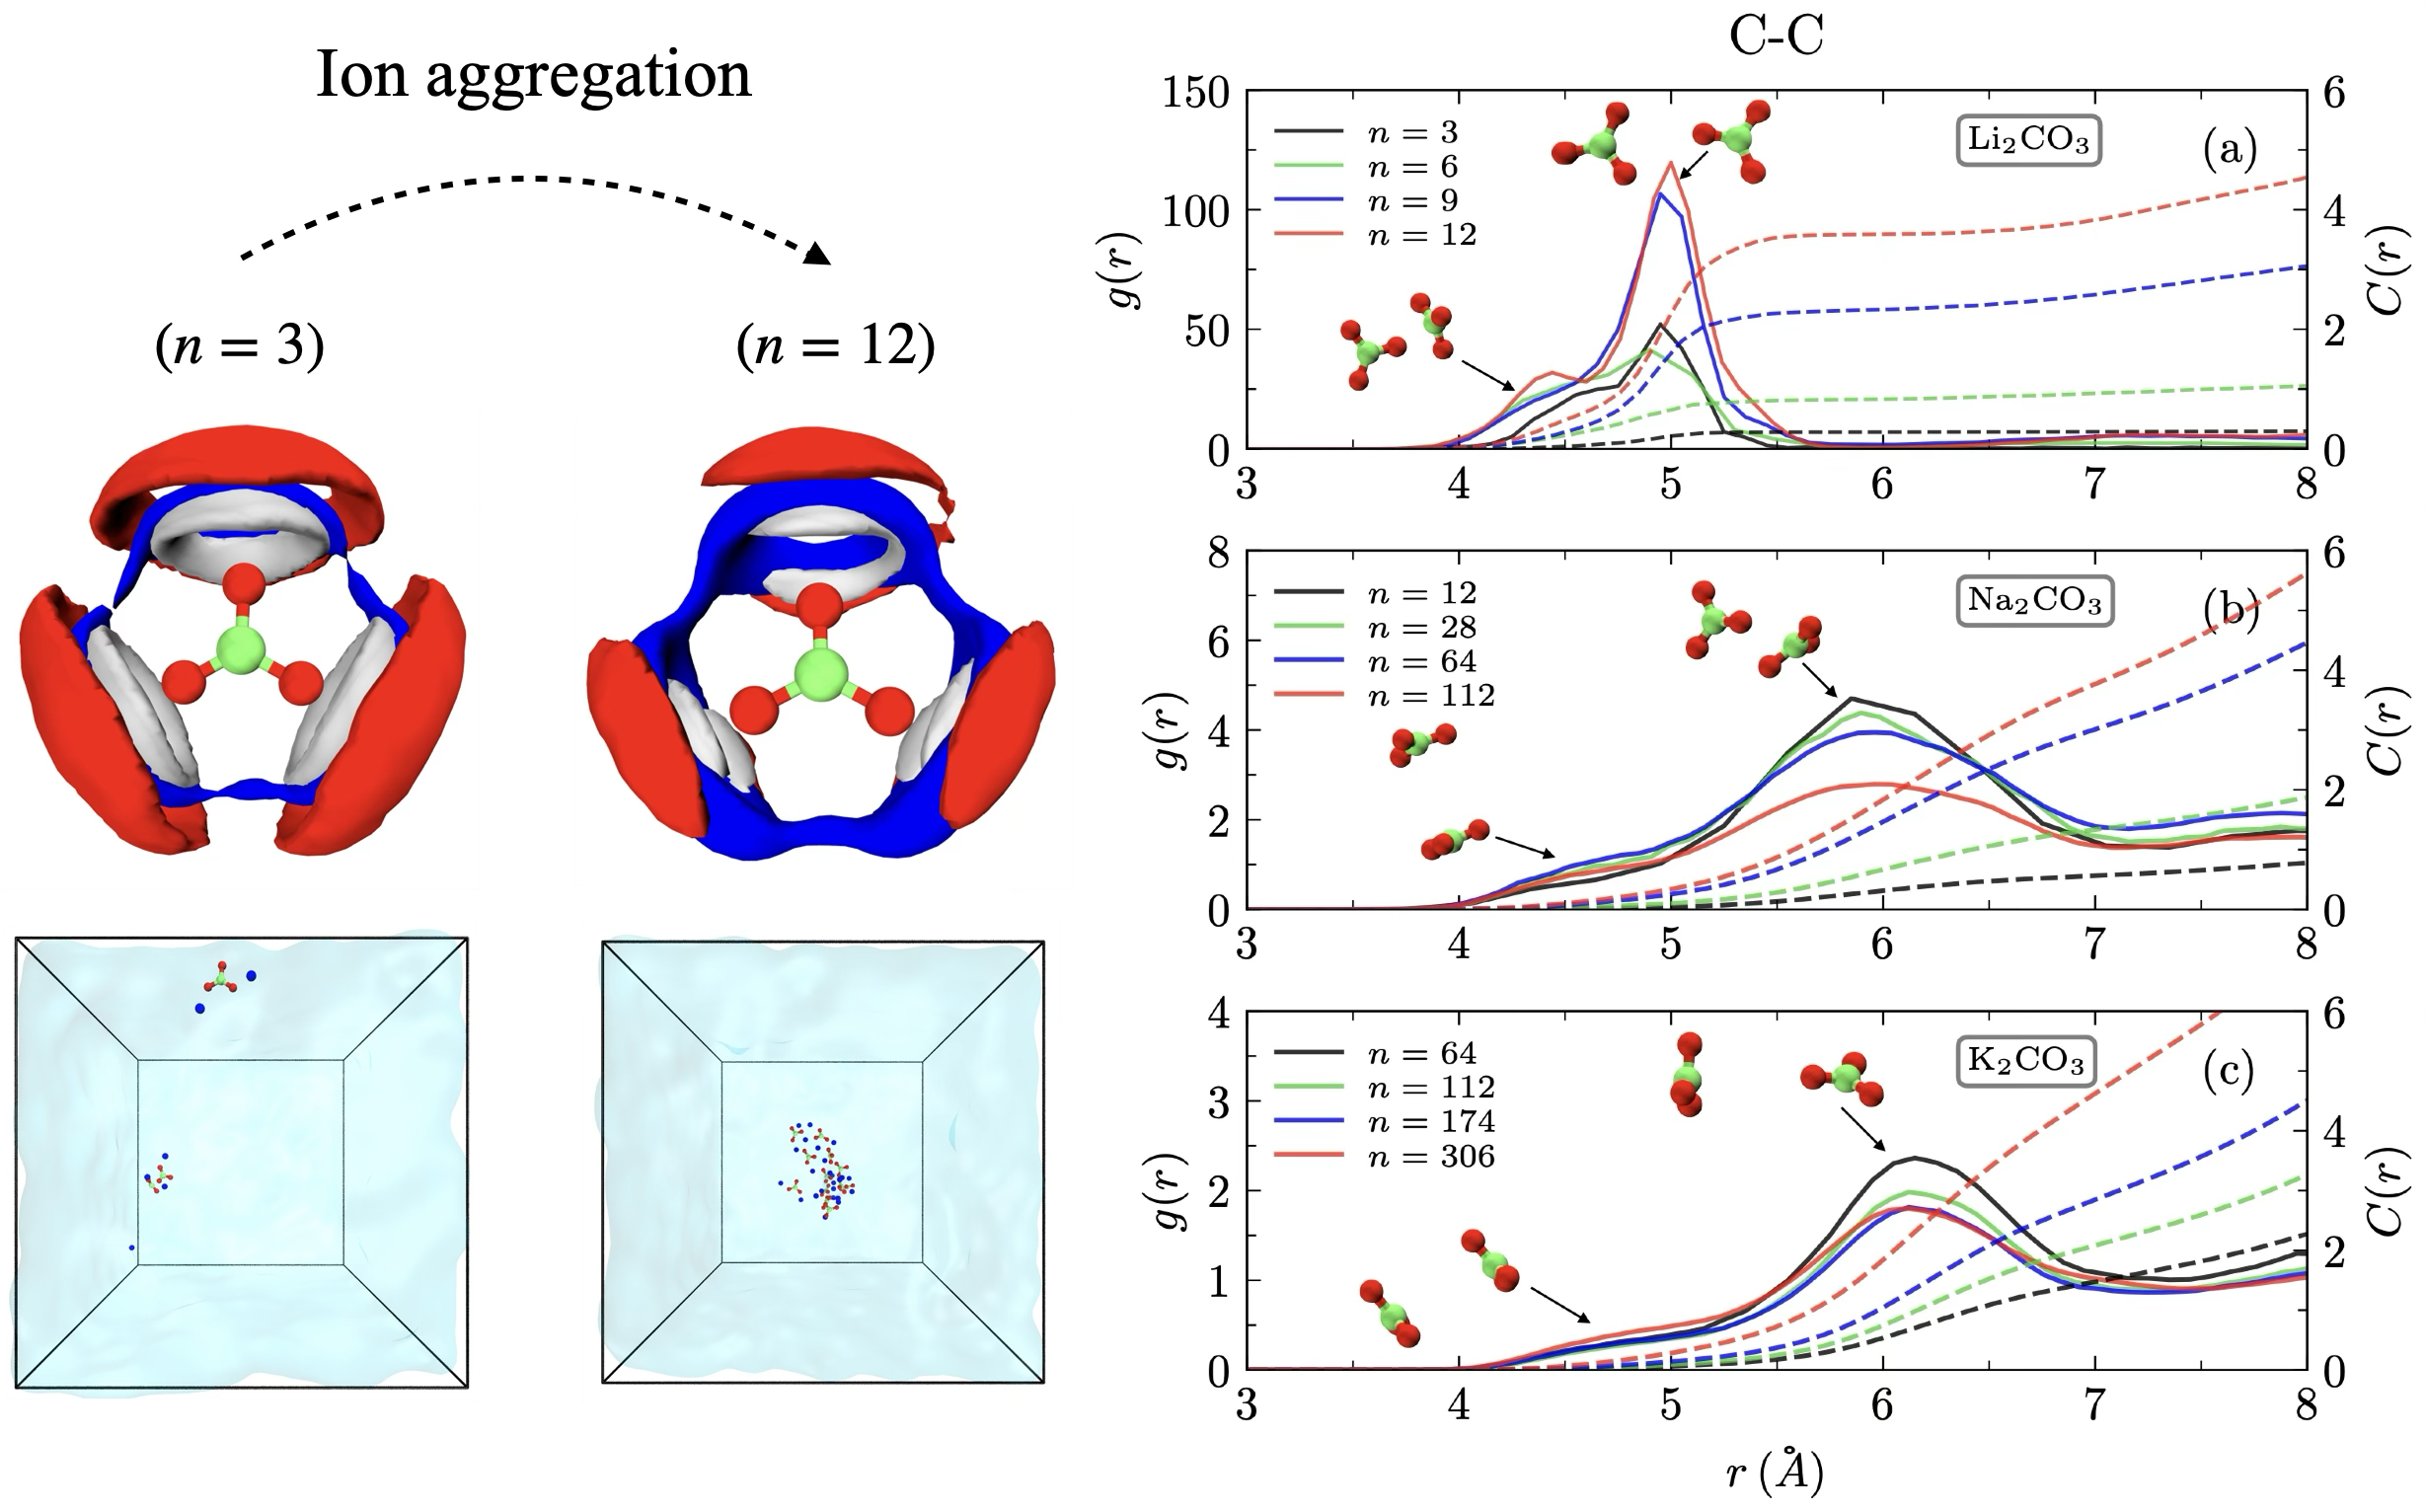 Ion aggregation
(n = 3)
(n = 12)
C-C
150
100
50
0
g(r)
n = 3
n = 6
n = 9
n = 12
Li₂CO₃
(a)
6
4
2
0
C(r)
3 4 5 6 7 8
8
6
4
2
0
g(r)
n = 12
n = 28
n = 64
n = 112
Na₂CO₃
(b)
6
4
2
0
C(r)
3 4 5 6 7 8
4
3
2
1
0
g(r)
n = 64
n = 112
n = 174
n = 306
K₂CO₃
(c)
6
4
2
0
C(r)
3 4 5 6 7 8
r (Å)